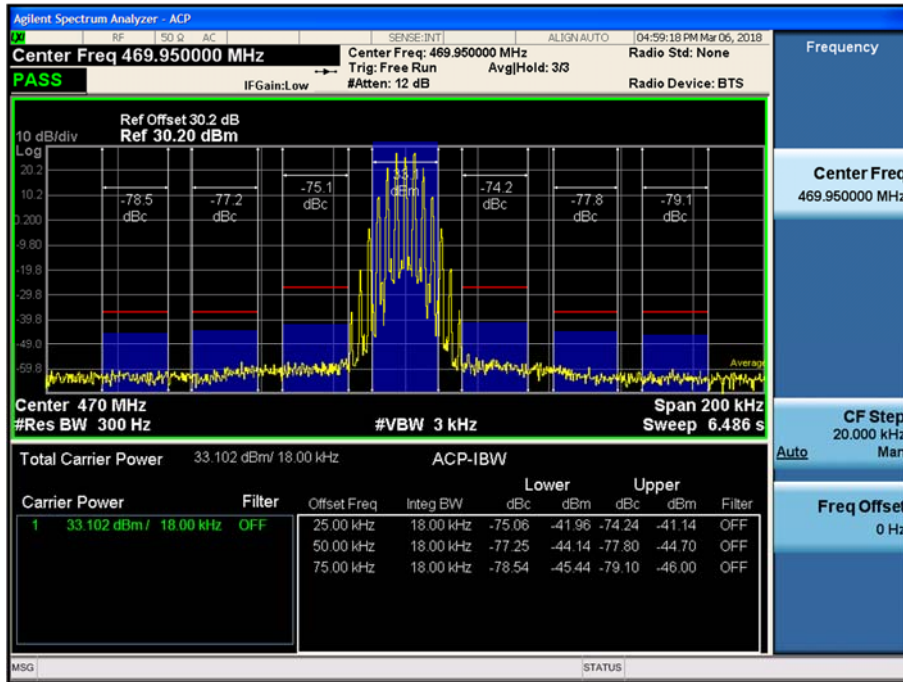 Agilent Spectrum Analyzer - ACP
LXI RF 50 Ω AC SENSE:INT ALIGN AUTO 04:59:18 PM Mar 06, 2018
Center Freq 469.950000 MHz
Center Freq: 469.950000 MHz
Radio Std: None
Trig: Free Run Avg|Hold: 3/3
PASS
IFGain:Low
#Atten: 12 dB
Radio Device: BTS
Frequency
Ref Offset 30.2 dB
10 dB/div Ref 30.20 dBm
Log
20.2
10.2
0.200
-9.80
-19.8
-29.8
-39.8
-49.0
-59.8
-78.5 dBc
-77.2 dBc
-75.1 dBc
dBm
-74.2 dBc
-77.8 dBc
-79.1 dBc
Average
Center 470 MHz Span 200 kHz
#Res BW 300 Hz #VBW 3 kHz Sweep 6.486 s
Total Carrier Power 33.102 dBm/ 18.00 kHz ACP-IBW
Lower Upper
Carrier Power Filter Offset Freq Integ BW dBc dBm dBc dBm Filter
1 33.102 dBm / 18.00 kHz OFF
25.00 kHz 18.00 kHz -75.06 -41.96 -74.24 -41.14 OFF
50.00 kHz 18.00 kHz -77.25 -44.14 -77.80 -44.70 OFF
75.00 kHz 18.00 kHz -78.54 -45.44 -79.10 -46.00 OFF
Center Freq
469.950000 MHz
CF Step
20.000 kHz
Auto Man
Freq Offset
0 Hz
MSG STATUS